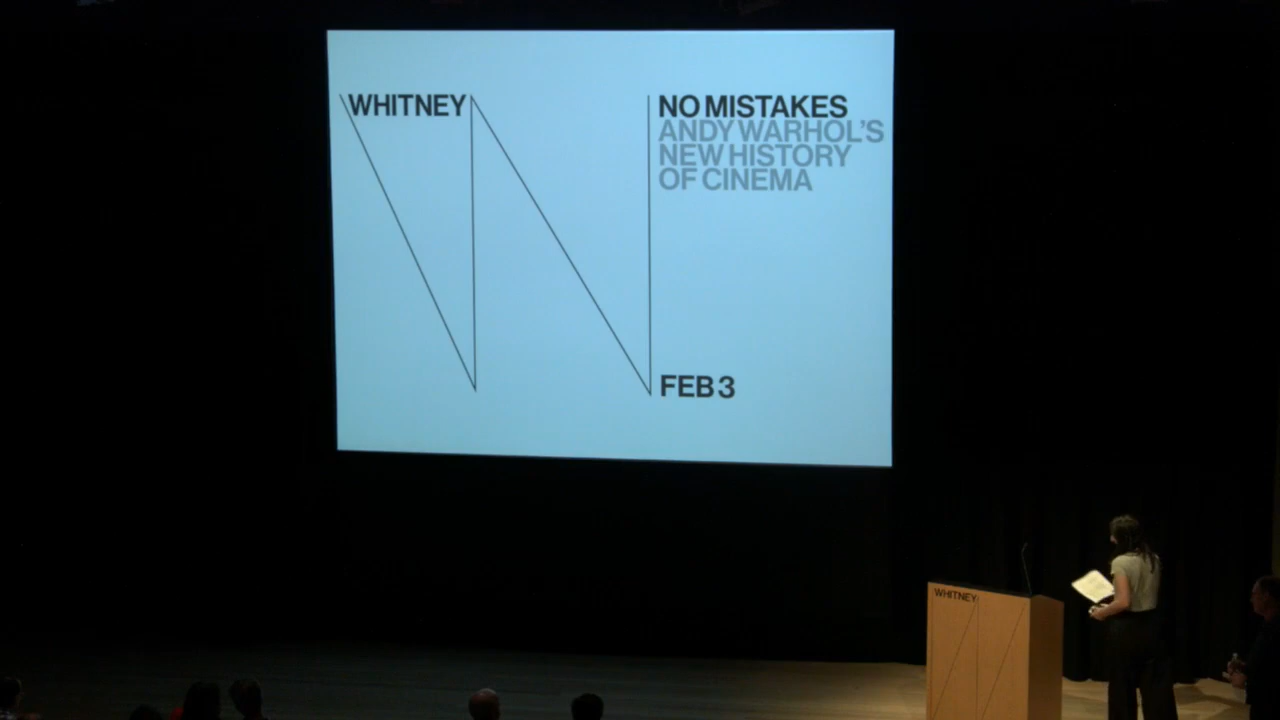 WHITNEY
NO MISTAKES
ANDY WARHOL'S
NEW HISTORY
OF CINEMA
FEB 3
WHITNEY